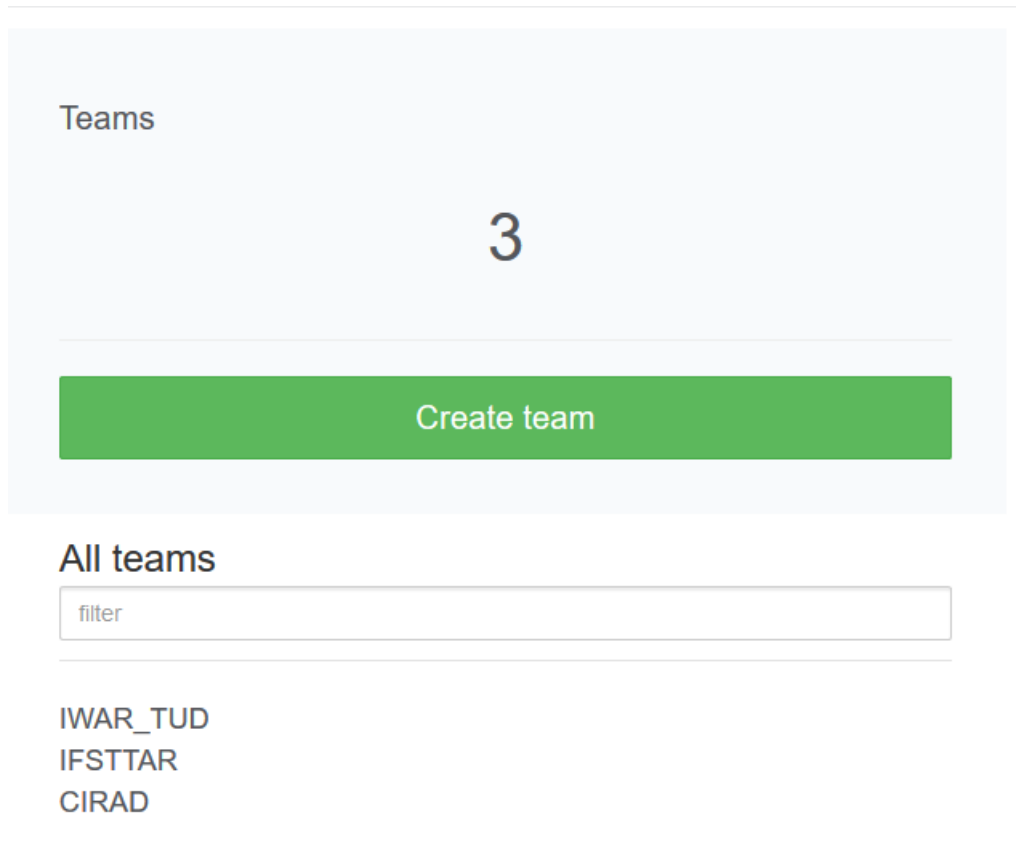 Teams
3
Create team
All teams
filter
IWAR_TUD
IFSTTAR
CIRAD